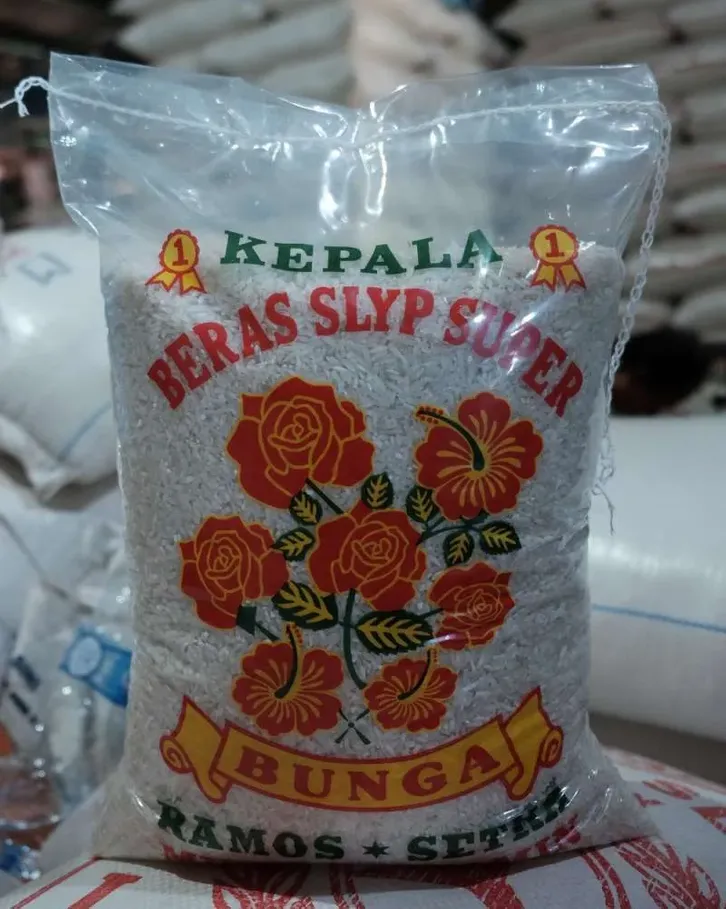 1 KEPALA 1
BERAS SLYP SUPER
BUNGA
RAMOS ★ SETRA